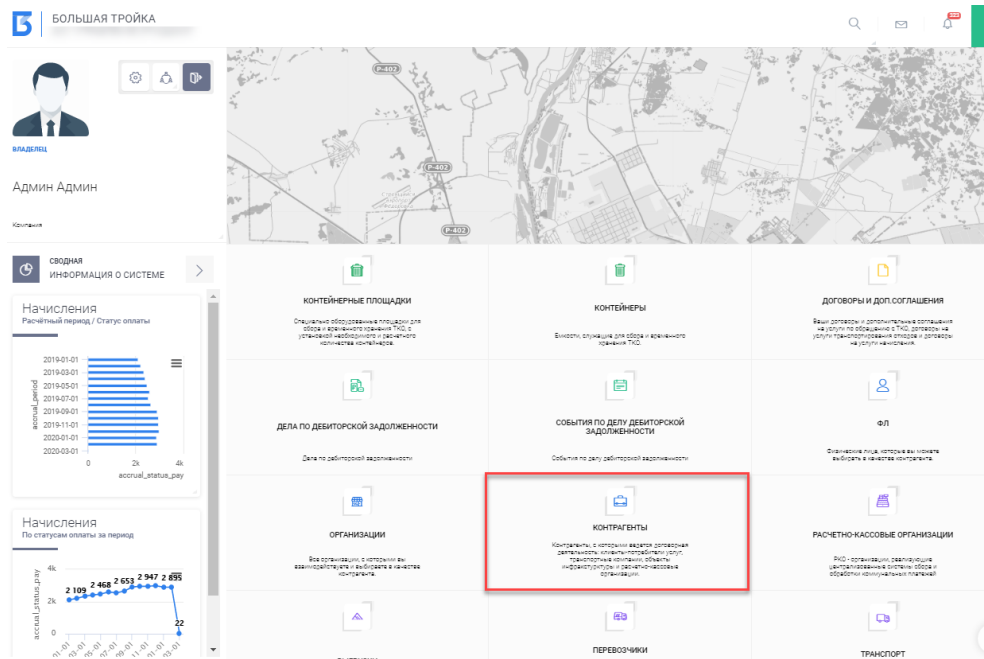 БОЛЬШАЯ ТРОЙКА
ВЛАДЕЛЕЦ
Админ Админ
Компания
СВОДНАЯ
ИНФОРМАЦИЯ О СИСТЕМЕ
Начисления
Расчётный период / Статус оплаты
accrual_period
2019-01-01
2019-03-01
2019-05-01
2019-07-01
2019-09-01
2019-11-01
2020-01-01
2020-03-01
0 2k 4k
accrual_status_pay
Начисления
По статусам оплаты за период
accrual_status_pay
4k
2k
0
2 109 2 468 2 653 2 947 2 895
22
Р-402
Р-402
Р-402
КОНТЕЙНЕРНЫЕ ПЛОЩАДКИ
Специально оборудованные площадки для
сбора и временного хранения ТКО, с
установкой необходимого и расчетного
количества контейнеров.
КОНТЕЙНЕРЫ
Емкости, служащие для сбора и временного
хранения ТКО.
ДОГОВОРЫ И ДОП.СОГЛАШЕНИЯ
Ваши договоры и дополнительные соглашения
на услуги по обращению с ТКО, договоры на
услуги транспортирования отходов и договоры
на услуги начисления.
ДЕЛА ПО ДЕБИТОРСКОЙ ЗАДОЛЖЕННОСТИ
Дела по дебиторской задолженности
СОБЫТИЯ ПО ДЕЛУ ДЕБИТОРСКОЙ
ЗАДОЛЖЕННОСТИ
События по делу дебиторской задолженности
ФЛ
Физические лица, которые вы можете
выбирать в качестве контрагента.
ОРГАНИЗАЦИИ
Все организации, с которыми вы
взаимодействуете и выбираете в качестве
контрагента.
КОНТРАГЕНТЫ
Контрагенты, с которыми ведется договорная
деятельность: клиенты-потребители услуг,
транспортные компании, объекты
инфраструктуры и расчетно-кассовые
организации.
РАСЧЕТНО-КАССОВЫЕ ОРГАНИЗАЦИИ
РКО - организации, реализующие
централизованные системы сбора и
обработки коммунальных платежей
ПЕРЕВОЗЧИКИ
ТРАНСПОРТ